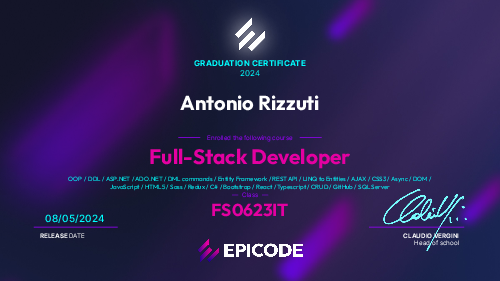 GRADUATION CERTIFICATE
2024
Antonio Rizzuti
Enrolled the following course
Full-Stack Developer
OOP / DDL / ASP.NET / ADO.NET / DML commands / Entity Framework / REST API / LINQ to Entities / AJAX / CSS3 / Async / DOM /
JavaScript / HTML5 / Sass / Redux / C# / Bootstrap / React / Typescript / CRUD / GitHub / SQL Server
Class
FS0623IT
08/05/2024
RELEASE DATE
CLAUDIO VERGINI
Head of school
EPICODE